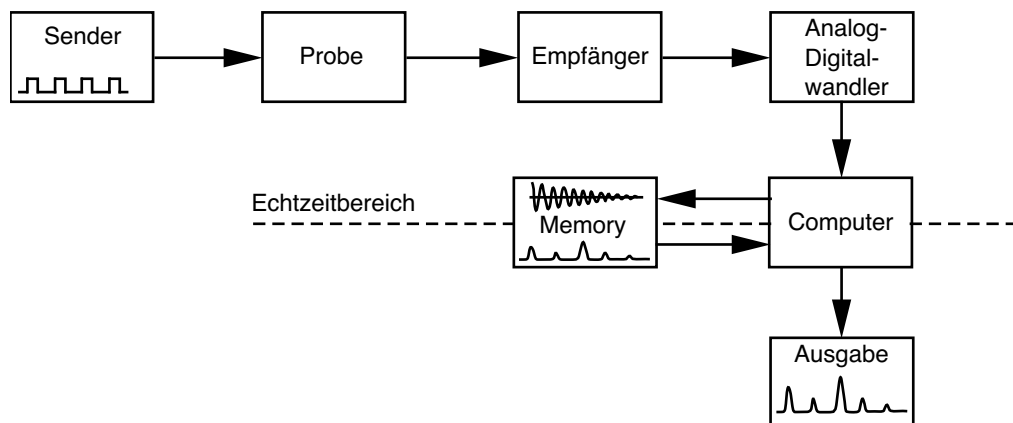 Sender
Probe
Empfänger
Analog-
Digital-
wandler
Echtzeitbereich
Memory
Computer
Ausgabe